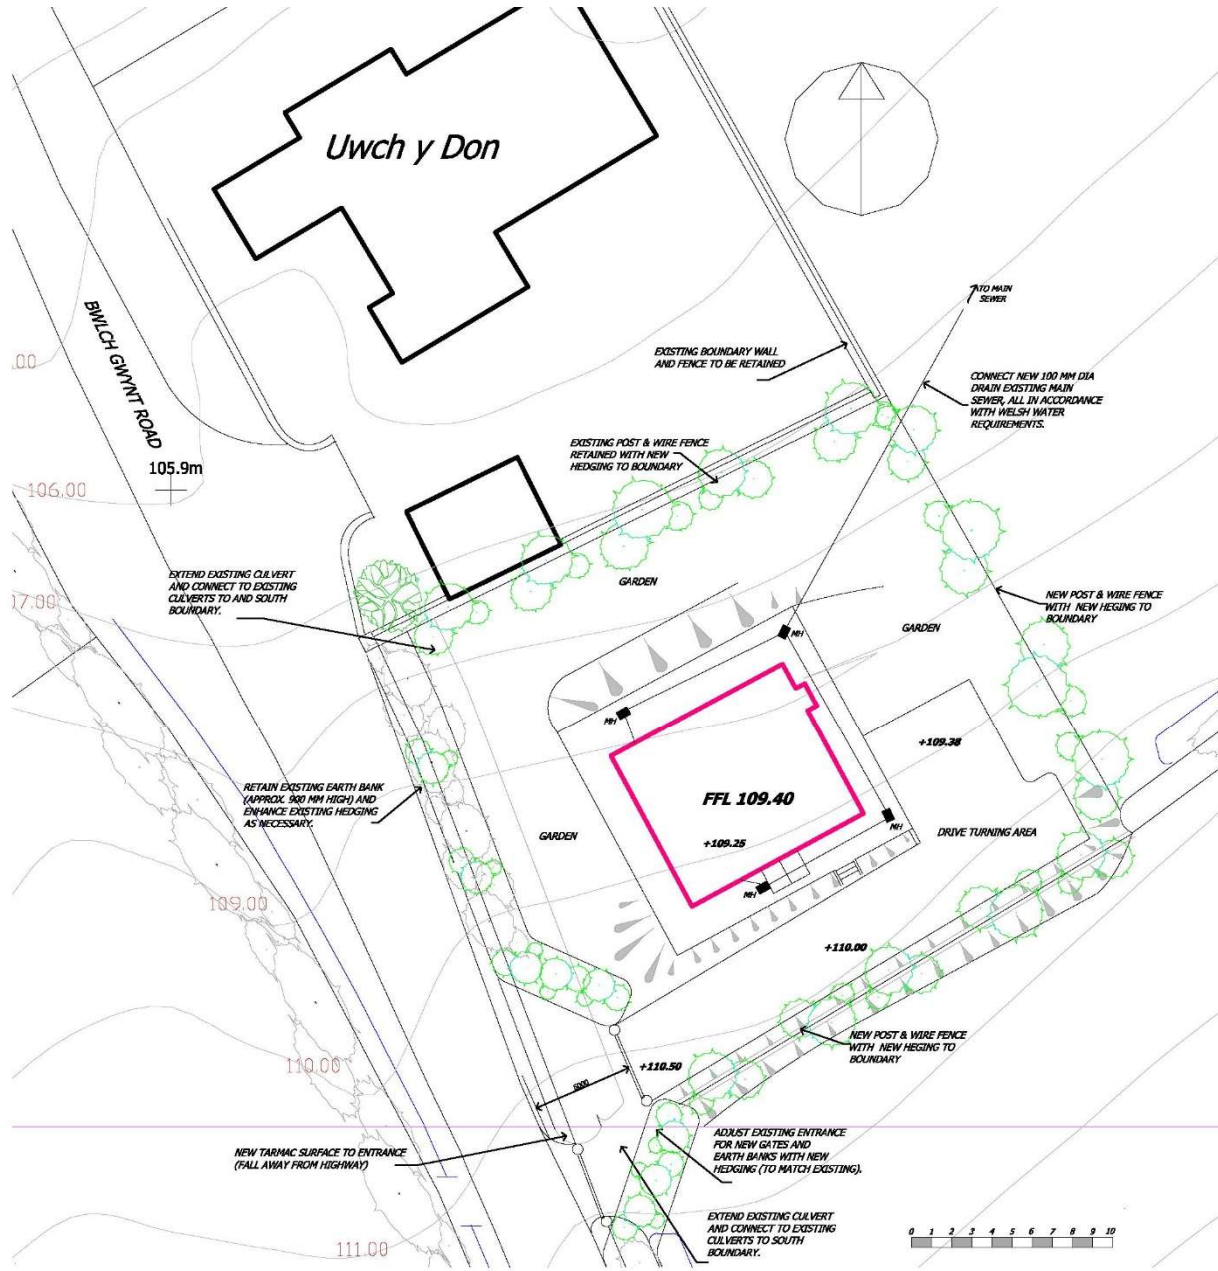 Uwch y Don
BWLCH GWYNT ROAD
105.9m
.00
106.00
07.00
109.00
110.00
111.00
TO MAIN
SEWER
EXISTING BOUNDARY WALL
AND FENCE TO BE RETAINED
CONNECT NEW 100 MM DIA
DRAIN EXISTING MAIN
SEWER, ALL IN ACCORDANCE
WITH WELSH WATER
REQUIREMENTS.
EXISTING POST & WIRE FENCE
RETAINED WITH NEW
HEDGING TO BOUNDARY
EXTEND EXISTING CULVERT
AND CONNECT TO EXISTING
CULVERTS TO AND SOUTH
BOUNDARY.
GARDEN
NEW POST & WIRE FENCE
WITH NEW HEGING TO
BOUNDARY
GARDEN
MH
MH
+109.38
RETAIN EXISTING EARTH BANK
(APPROX. 900 MM HIGH) AND
ENHANCE EXISTING HEDGING
AS NECESSARY.
FFL 109.40
+109.25
GARDEN
MH
DRIVE TURNING AREA
MH
+110.00
NEW POST & WIRE FENCE
WITH NEW HEGING TO
BOUNDARY
+110.50
5000
NEW TARMAC SURFACE TO ENTRANCE
(FALL AWAY FROM HIGHWAY)
ADJUST EXISTING ENTRANCE
FOR NEW GATES AND
EARTH BANKS WITH NEW
HEDGING (TO MATCH EXISTING).
EXTEND EXISTING CULVERT
AND CONNECT TO EXISTING
CULVERTS TO SOUTH
BOUNDARY.
0 1 2 3 4 5 6 7 8 9 10